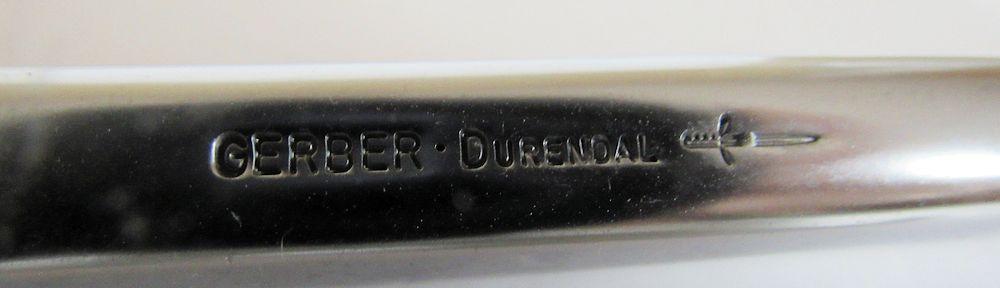 GERBER · DURENDAL